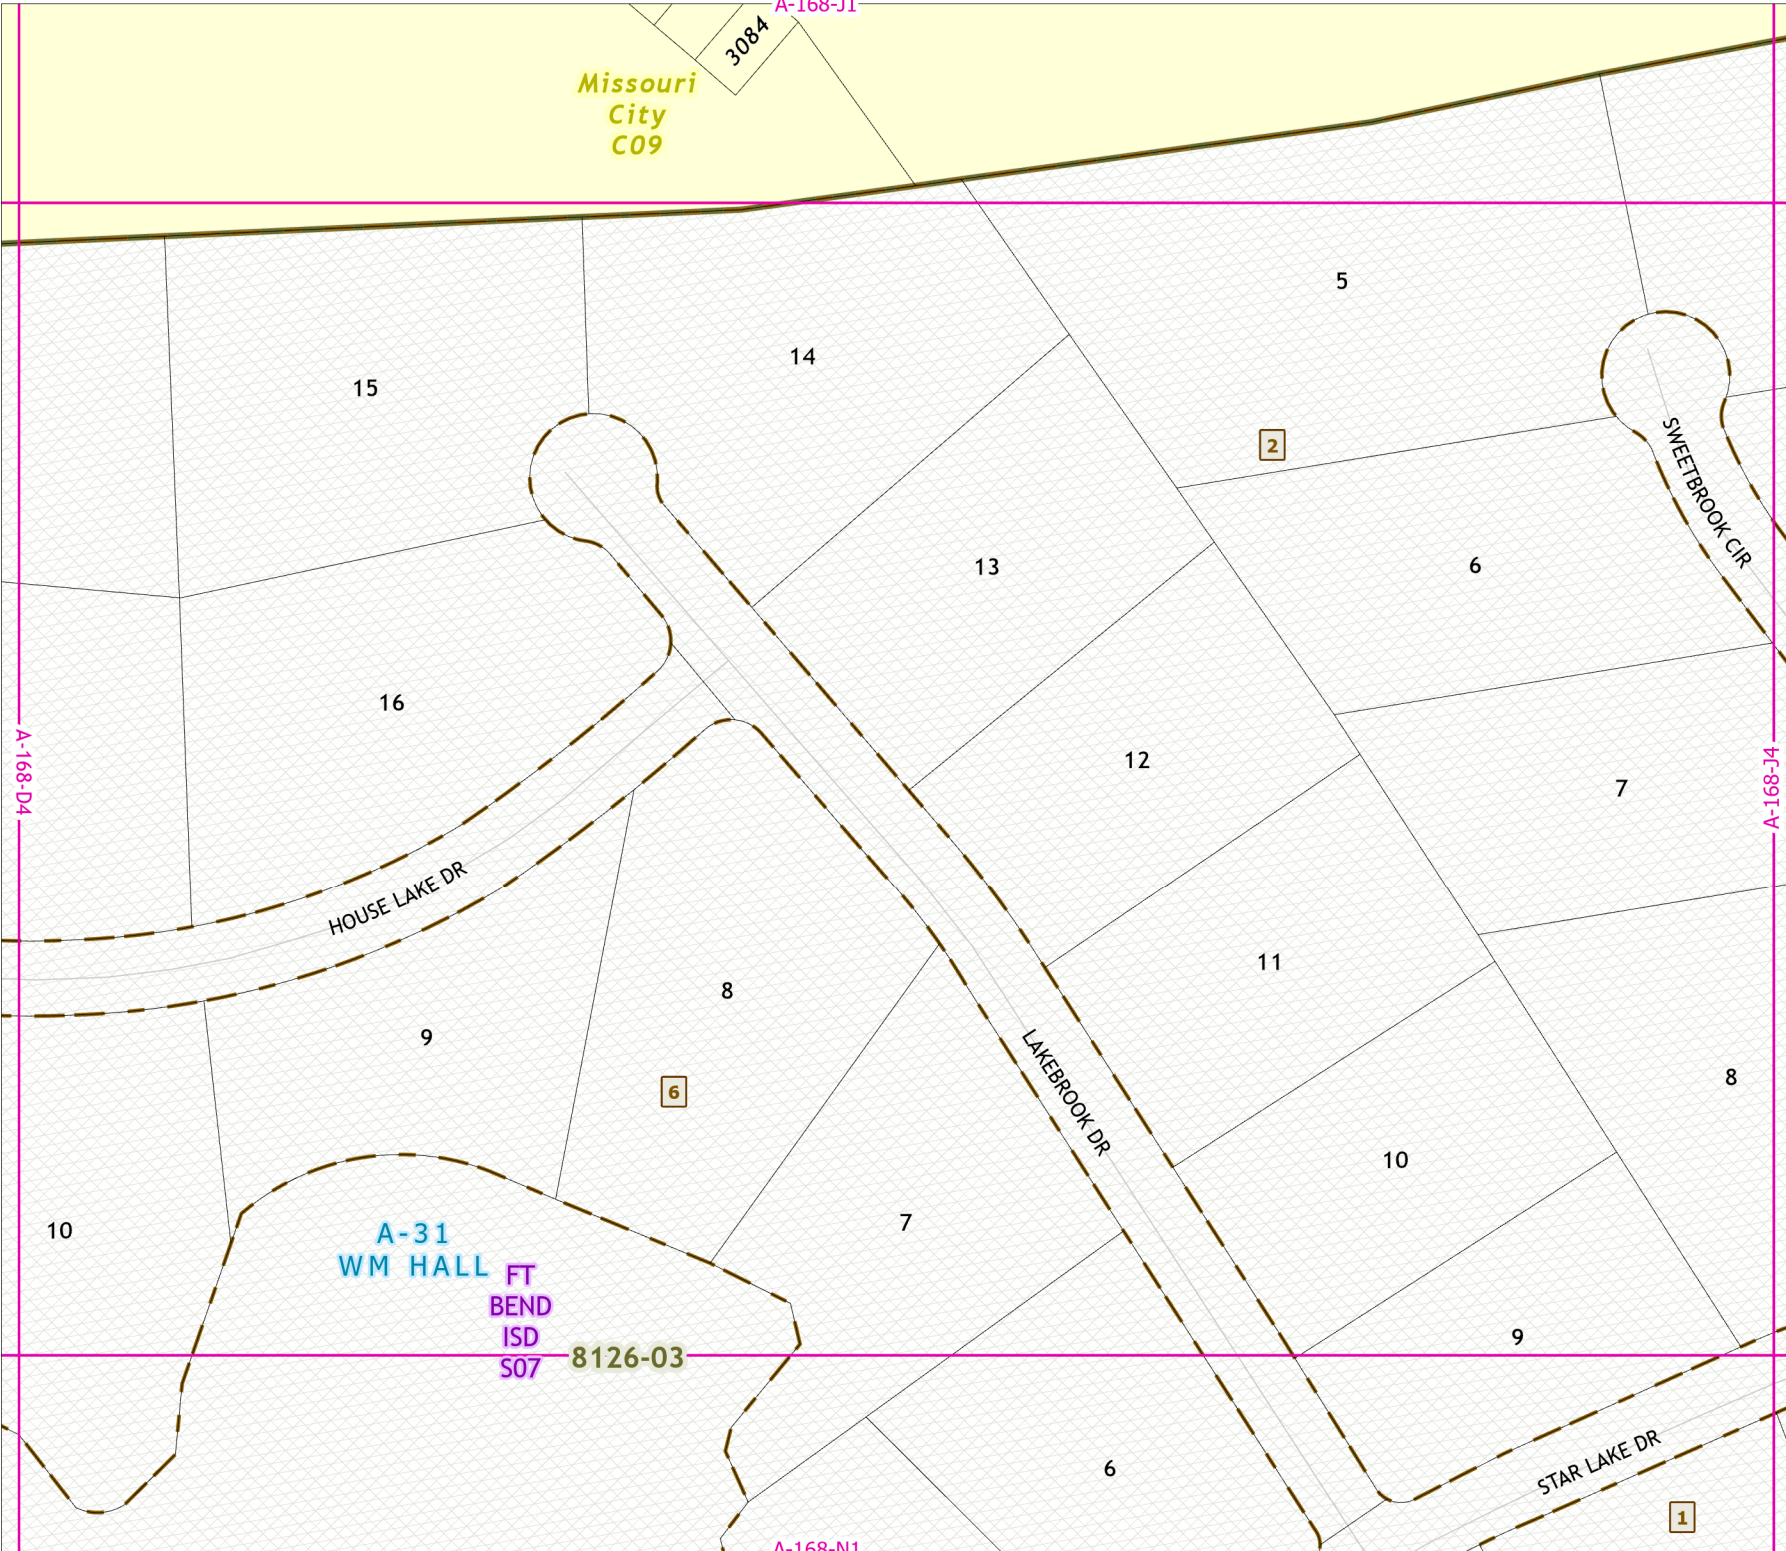 A-168-J1
3084
Missouri
City
C09
5
14
15
2
13
6
SWEETBROOK CIR
16
12
7
A-168-D4
A-168-J4
HOUSE LAKE DR
11
8
9
6
8
LAKEBROOK DR
10
7
10
A-31
WM HALL
FT
BEND
ISD
S07
8126-03
9
6
STAR LAKE DR
1
A-168-N1